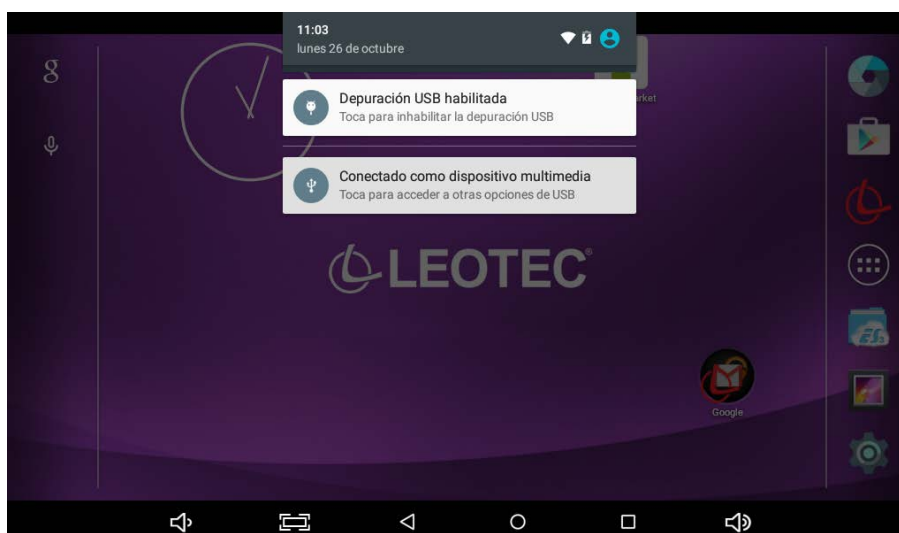 11:03
lunes 26 de octubre
g
rket
Depuración USB habilitada
Toca para inhabilitar la depuración USB
Conectado como dispositivo multimedia
Toca para acceder a otras opciones de USB
LEOTEC®
Google